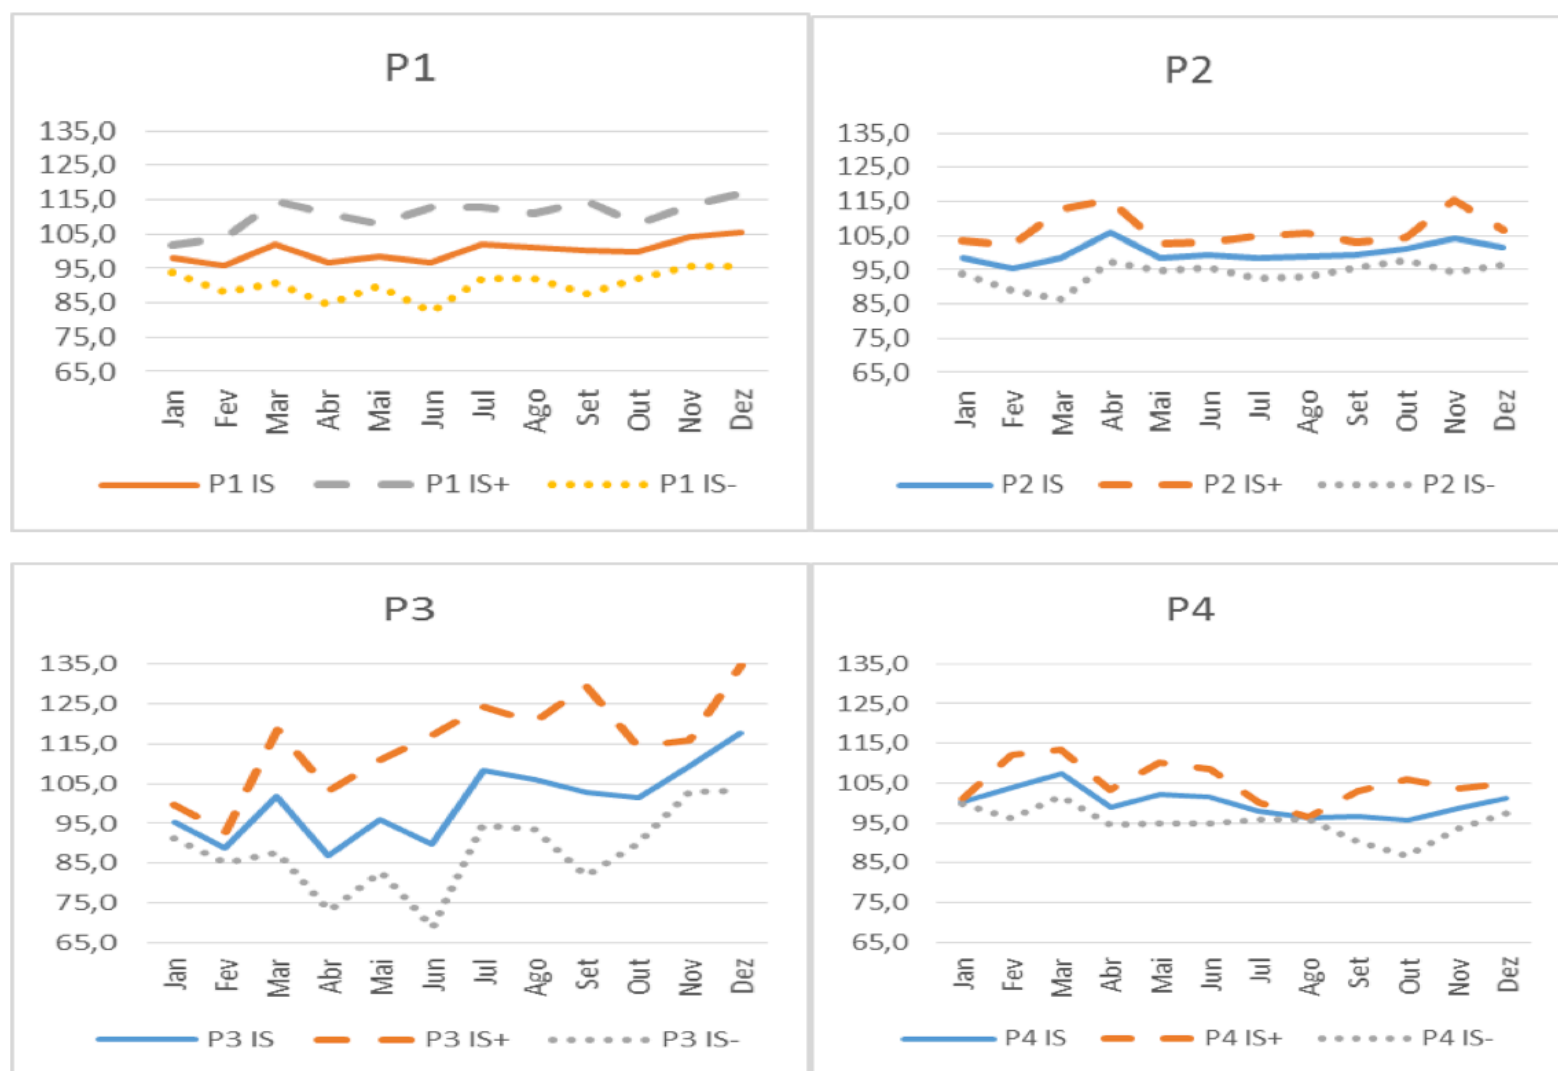 P1
135,0
125,0
115,0
105,0
95,0
85,0
75,0
65,0
Jan Fev Mar Abr Mai Jun Jul Ago Set Out Nov Dez
P1 IS P1 IS+ P1 IS-
P2
135,0
125,0
115,0
105,0
95,0
85,0
75,0
65,0
Jan Fev Mar Abr Mai Jun Jul Ago Set Out Nov Dez
P2 IS P2 IS+ P2 IS-
P3
135,0
125,0
115,0
105,0
95,0
85,0
75,0
65,0
Jan Fev Mar Abr Mai Jun Jul Ago Set Out Nov Dez
P3 IS P3 IS+ P3 IS-
P4
135,0
125,0
115,0
105,0
95,0
85,0
75,0
65,0
Jan Fev Mar Abr Mai Jun Jul Ago Set Out Nov Dez
P4 IS P4 IS+ P4 IS-